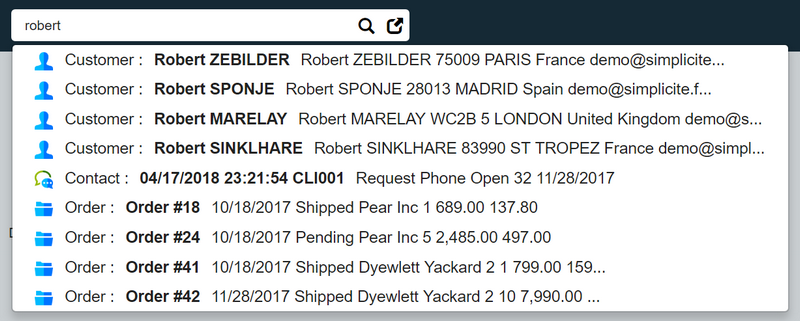 robert
Customer : Robert ZEBILDER Robert ZEBILDER 75009 PARIS France demo@simplicite...
Customer : Robert SPONJE Robert SPONJE 28013 MADRID Spain demo@simplicite.f...
Customer : Robert MARELAY Robert MARELAY WC2B 5 LONDON United Kingdom demo@s...
Customer : Robert SINKLHARE Robert SINKLHARE 83990 ST TROPEZ France demo@simpl...
Contact : 04/17/2018 23:21:54 CLI001 Request Phone Open 32 11/28/2017
Order : Order #18 10/18/2017 Shipped Pear Inc 1 689.00 137.80
Order : Order #24 10/18/2017 Pending Pear Inc 5 2,485.00 497.00
Order : Order #41 10/18/2017 Shipped Dyewlett Yackard 2 1 799.00 159...
Order : Order #42 11/28/2017 Shipped Dyewlett Yackard 2 10 7,990.00 ...